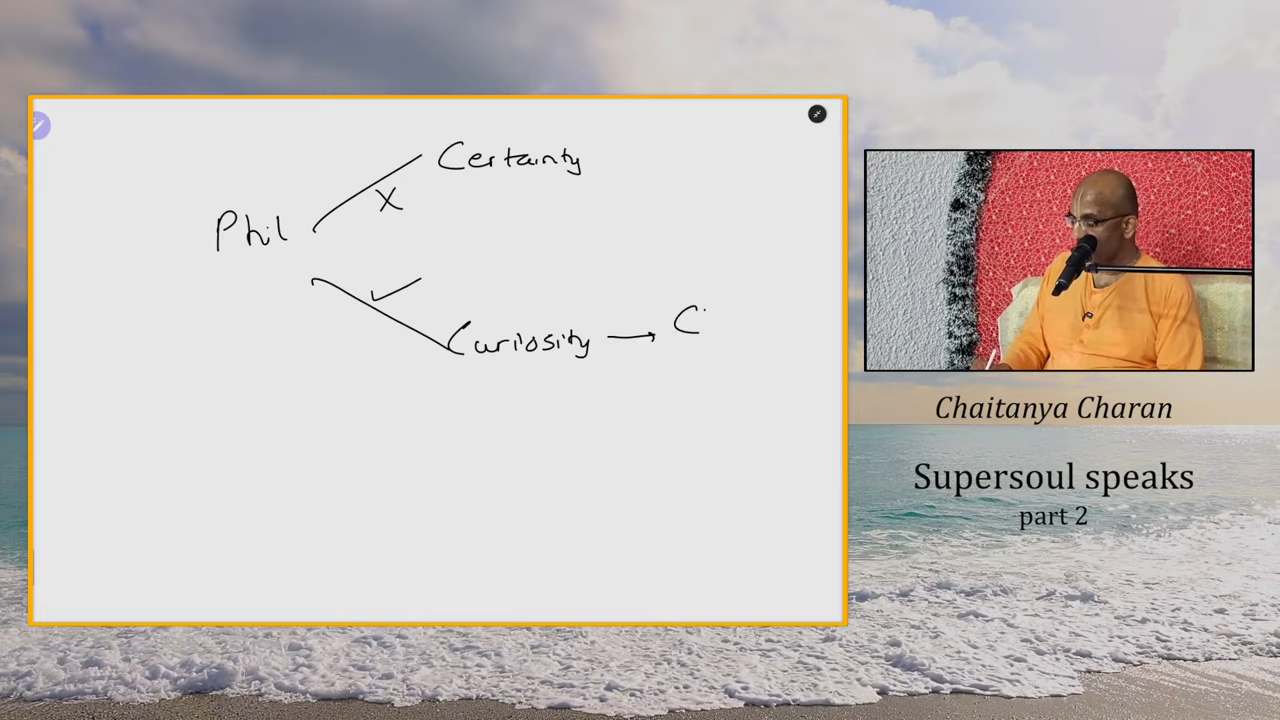 Certainty
X
Phil
Curiosity → C
Chaitanya Charan
Supersoul speaks
part 2